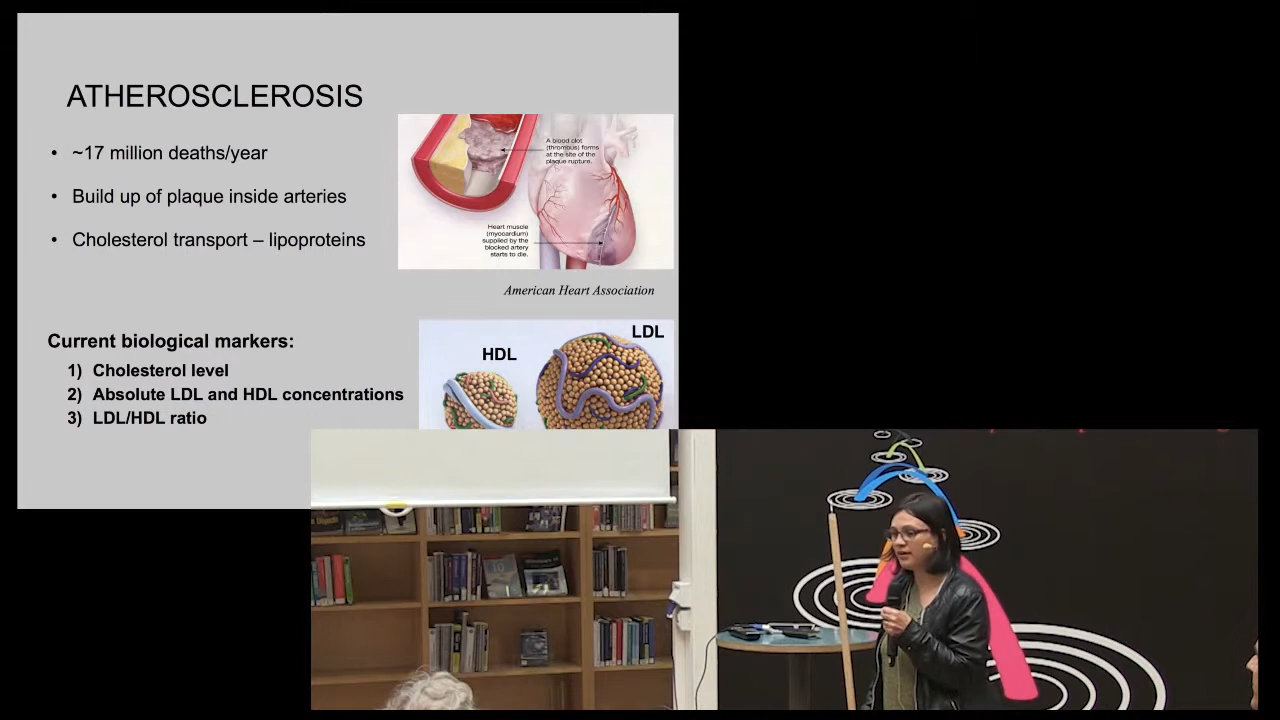 ATHEROSCLEROSIS
• ~17 million deaths/year
• Build up of plaque inside arteries
• Cholesterol transport – lipoproteins
A blood clot
(thrombus) forms
at the site of the
plaque rupture.
Heart muscle
(myocardium)
supplied by the
blocked artery
starts to die.
American Heart Association
Current biological markers:
1) Cholesterol level
2) Absolute LDL and HDL concentrations
3) LDL/HDL ratio
HDL
LDL